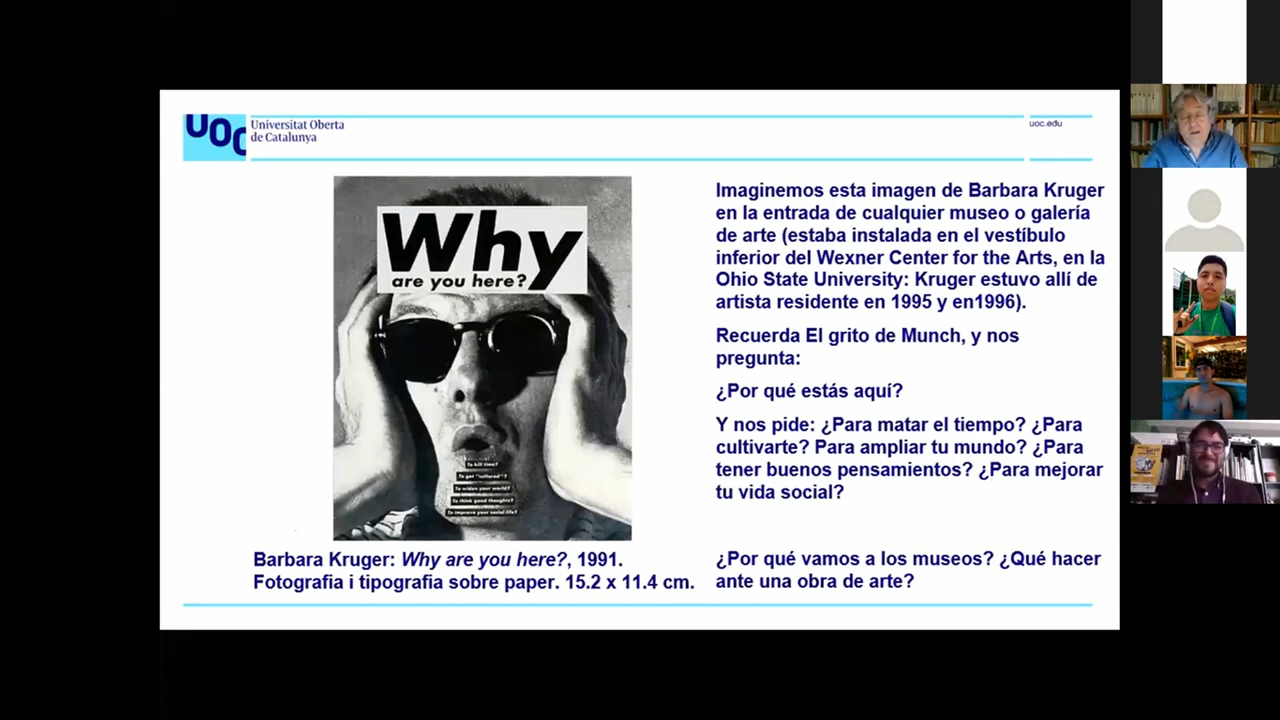 UOC
Universitat Oberta
de Catalunya
uoc.edu
Why
are you here?
To kill time?
To get "cultured"?
To widen your world?
To think good thoughts?
To improve your social life?
Barbara Kruger: Why are you here?, 1991.
Fotografia i tipografia sobre paper. 15.2 x 11.4 cm.
Imaginemos esta imagen de Barbara Kruger
en la entrada de cualquier museo o galería
de arte (estaba instalada en el vestíbulo
inferior del Wexner Center for the Arts, en la
Ohio State University: Kruger estuvo allí de
artista residente en 1995 y en1996).
Recuerda El grito de Munch, y nos
pregunta:
¿Por qué estás aquí?
Y nos pide: ¿Para matar el tiempo? ¿Para
cultivarte? Para ampliar tu mundo? ¿Para
tener buenos pensamientos? ¿Para mejorar
tu vida social?
¿Por qué vamos a los museos? ¿Qué hacer
ante una obra de arte?